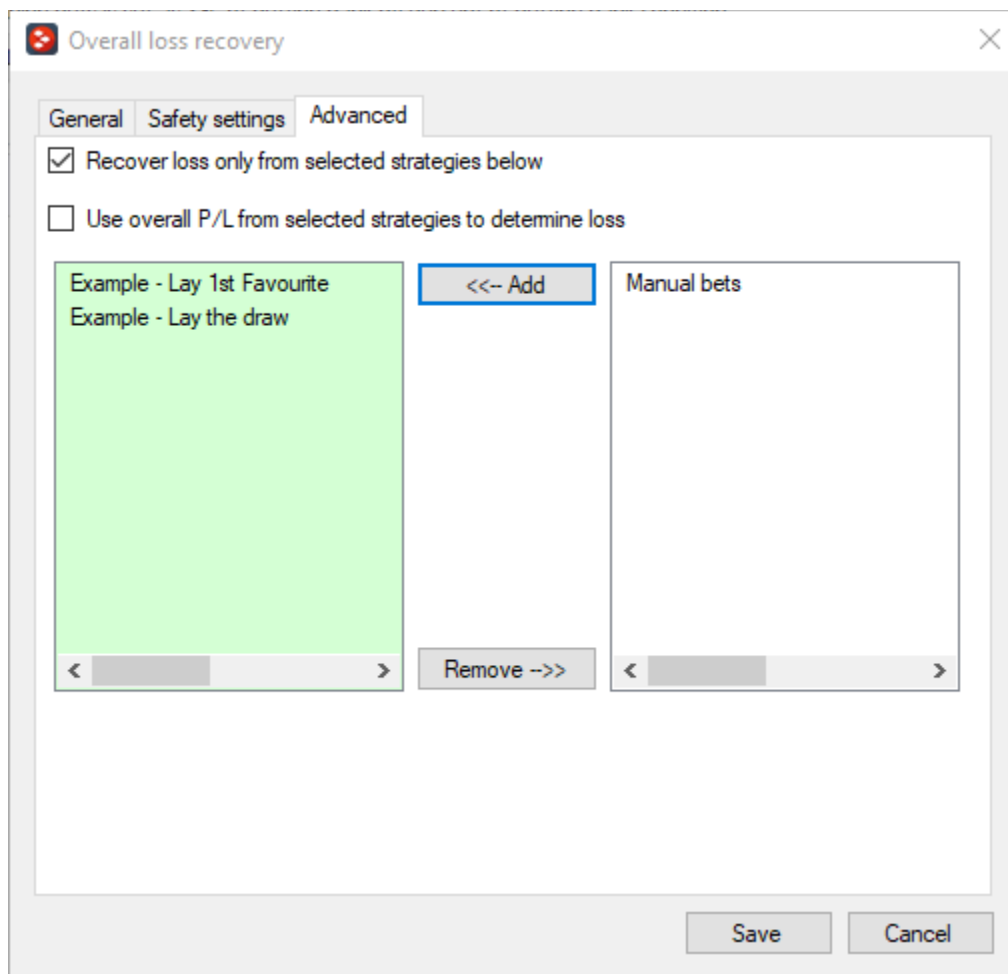 Overall loss recovery
General Safety settings Advanced
Recover loss only from selected strategies below
Use overall P/L from selected strategies to determine loss
Example - Lay 1st Favourite
Example - Lay the draw
<<-- Add
Manual bets
Remove -->>
Save Cancel